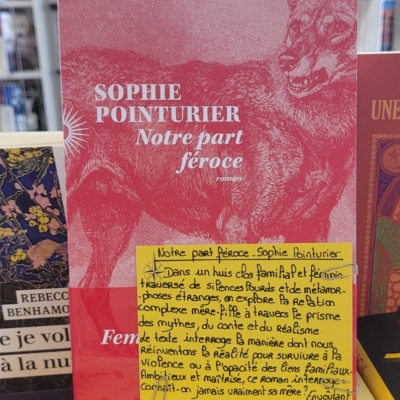 SOPHIE
POINTURIER
Notre part
féroce
roman
UNE
REBECC
BENHAMO
e je vol
à la nu
Fem
Notre part féroce - Sophie Pointurier
Dans un huis clos familial et féminin
traversé de silences lourds et de métamor-
-phoses étranges, on explore la relation
complexe mère-fille à travers le prisme
des mythes, du conte et du réalisme.
Le texte interroge la manière dont nous
réinventons la réalité pour survivre à la
violence ou à l'opacité des liens familiaux.
Ambitieux et maîtrisé, ce roman interroge :
connaît-on jamais vraiment sa mère ?
Envoûtant